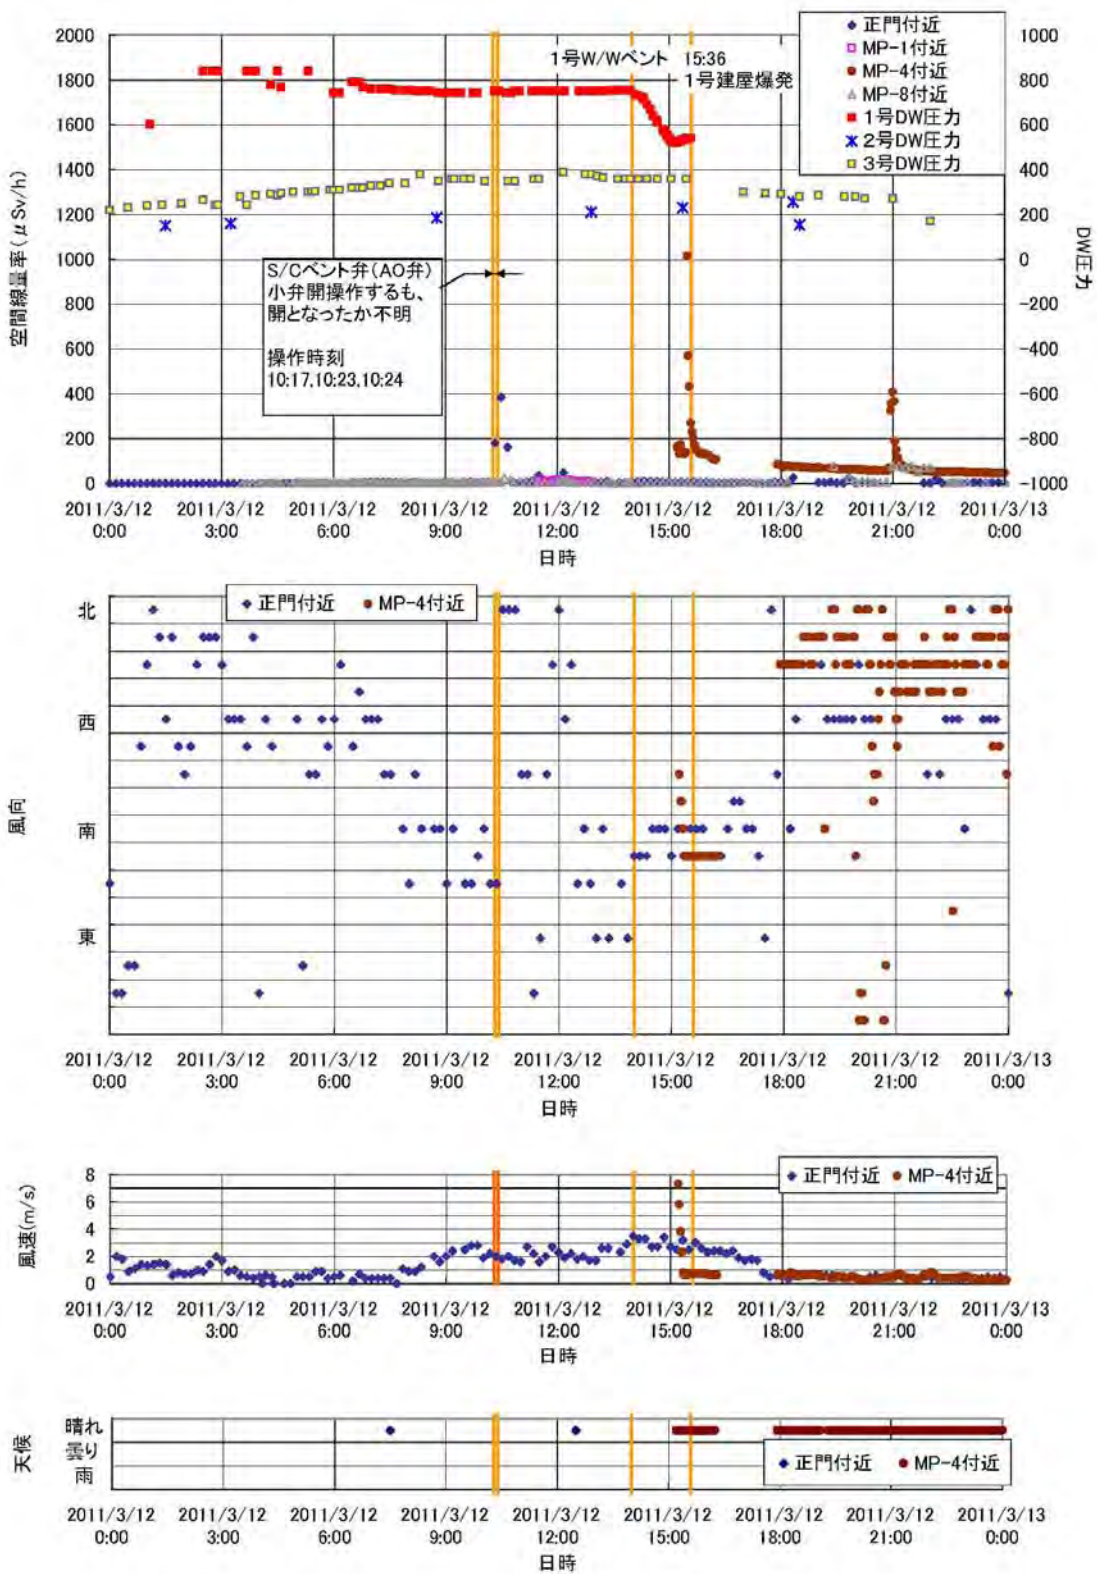 正門付近
MP-1付近
MP-4付近
MP-8付近
1号DW圧力
2号DW圧力
3号DW圧力
1号W/Wベント 15:36
1号建屋爆発
空間線量率(μSv/h)
2000
1800
1600
1400
1200
1000
800
600
400
200
0
DW圧力
1000
800
600
400
200
0
-200
-400
-600
-800
-1000
S/Cベント弁(AO弁)
小弁開操作するも、
開となったか不明
操作時刻
10:17,10:23,10:24
2011/3/12 2011/3/12 2011/3/12 2011/3/12 2011/3/12 2011/3/12 2011/3/12 2011/3/12 2011/3/13
0:00 3:00 6:00 9:00 12:00 15:00 18:00 21:00 0:00
日時
正門付近 MP-4付近
風向
北
西
南
東
2011/3/12 2011/3/12 2011/3/12 2011/3/12 2011/3/12 2011/3/12 2011/3/12 2011/3/12 2011/3/13
0:00 3:00 6:00 9:00 12:00 15:00 18:00 21:00 0:00
日時
正門付近 MP-4付近
風速(m/s)
8
6
4
2
0
2011/3/12 2011/3/12 2011/3/12 2011/3/12 2011/3/12 2011/3/12 2011/3/12 2011/3/12 2011/3/13
0:00 3:00 6:00 9:00 12:00 15:00 18:00 21:00 0:00
日時
天候
晴れ
曇り
雨
正門付近 MP-4付近
2011/3/12 2011/3/12 2011/3/12 2011/3/12 2011/3/12 2011/3/12 2011/3/12 2011/3/12 2011/3/13
0:00 3:00 6:00 9:00 12:00 15:00 18:00 21:00 0:00
日時